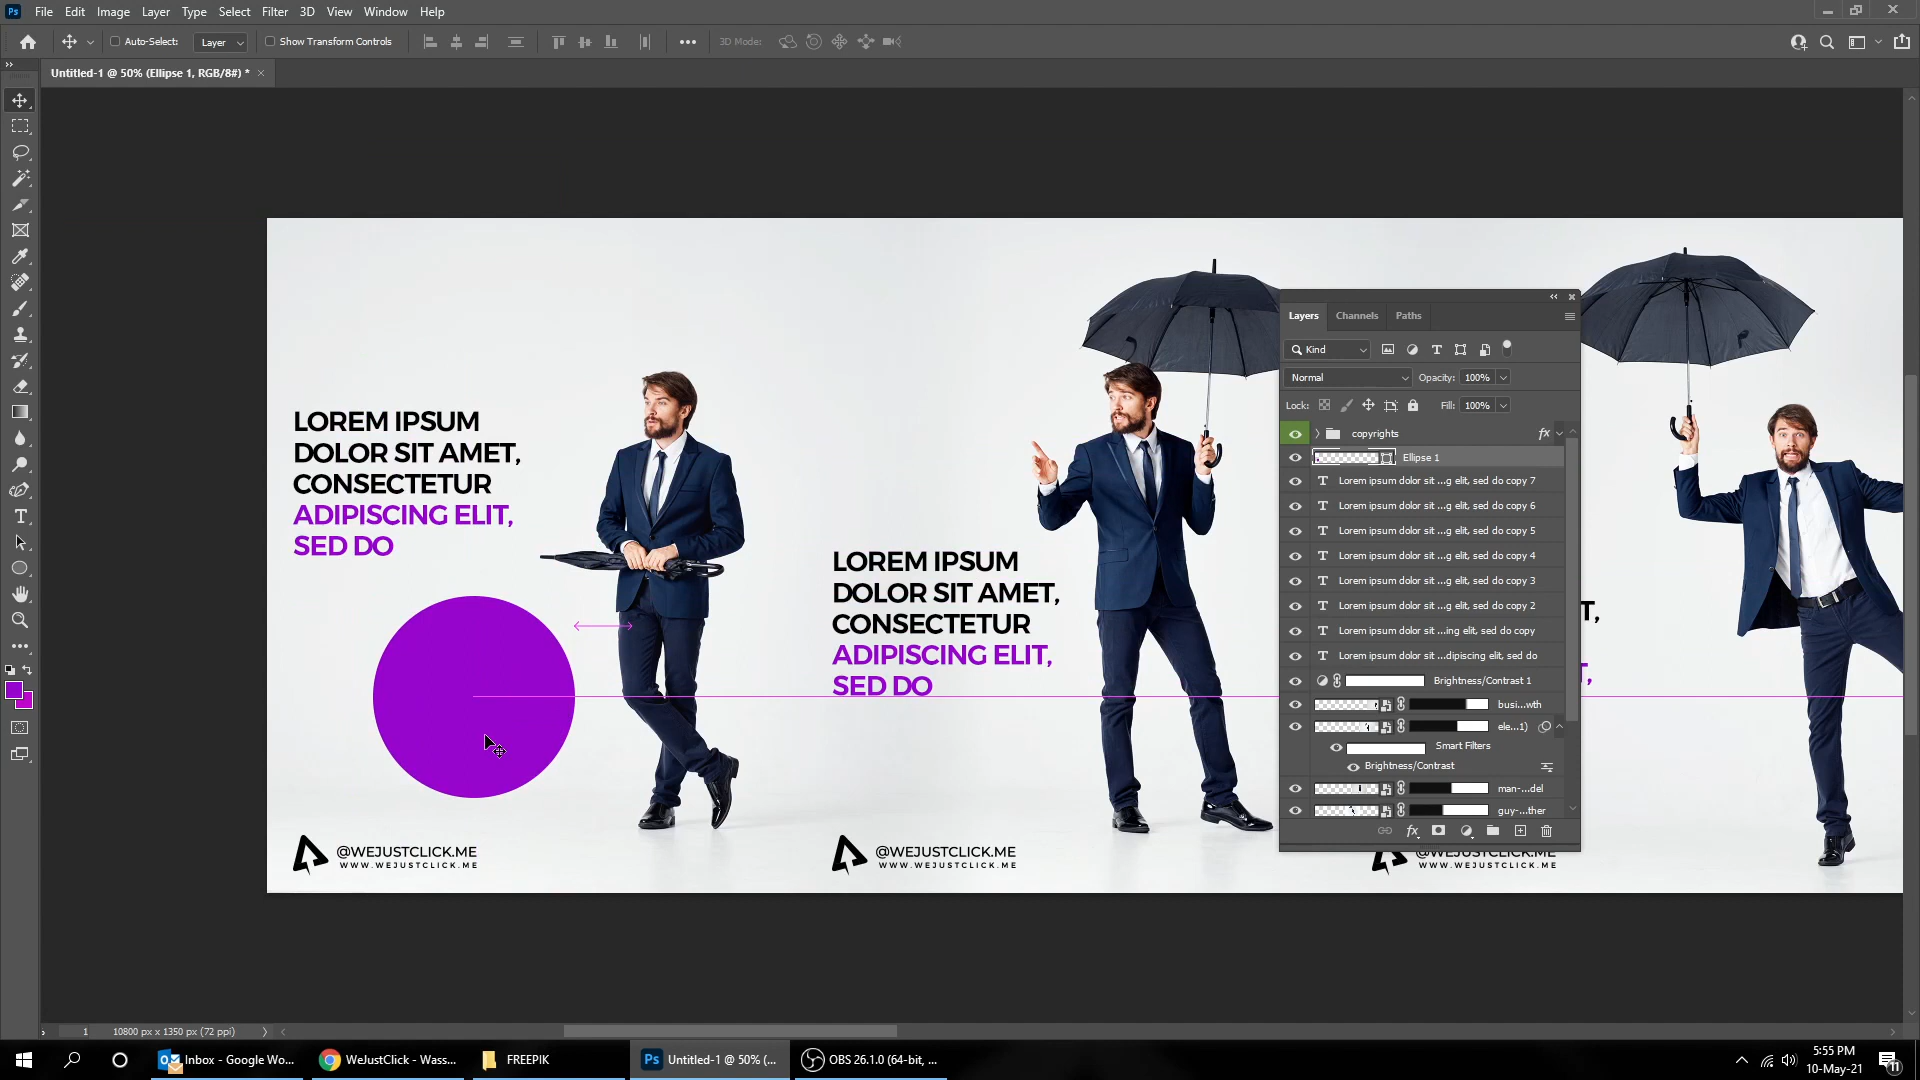 Ps File Edit Image Layer Type Select Filter 3D View Window Help
Auto-Select: Layer Show Transform Controls 3D Mode:
Untitled-1 @ 50% (Ellipse 1, RGB/8#) *
LOREM IPSUM
DOLOR SIT AMET,
CONSECTETUR
ADIPISCING ELIT,
SED DO
@WEJUSTCLICK.ME
WWW.WEJUSTCLICK.ME
LOREM IPSUM
DOLOR SIT AMET,
CONSECTETUR
ADIPISCING ELIT,
SED DO
@WEJUSTCLICK.ME
WWW.WEJUSTCLICK.ME
Layers Channels Paths
Kind
Normal Opacity: 100%
Lock: Fill: 100%
copyrights fx
Ellipse 1
Lorem ipsum dolor sit ...g elit, sed do copy 7
Lorem ipsum dolor sit ...g elit, sed do copy 6
Lorem ipsum dolor sit ...g elit, sed do copy 5
Lorem ipsum dolor sit ...g elit, sed do copy 4
Lorem ipsum dolor sit ...g elit, sed do copy 3
Lorem ipsum dolor sit ...g elit, sed do copy 2
Lorem ipsum dolor sit ...ing elit, sed do copy
Lorem ipsum dolor sit ...dipiscing elit, sed do
Brightness/Contrast 1
busi...wth
ele...1)
Smart Filters
Brightness/Contrast
man-...del
guy-...ther
fx
T,
T,
@WEJUSTCLICK.ME
WWW.WEJUSTCLICK.ME
1 10800 px x 1350 px (72 ppi)
Inbox - Google Wo...
WeJustClick - Wass...
FREEPIK
Ps Untitled-1 @ 50% (...
OBS 26.1.0 (64-bit, ...
5:55 PM
10-May-21
11